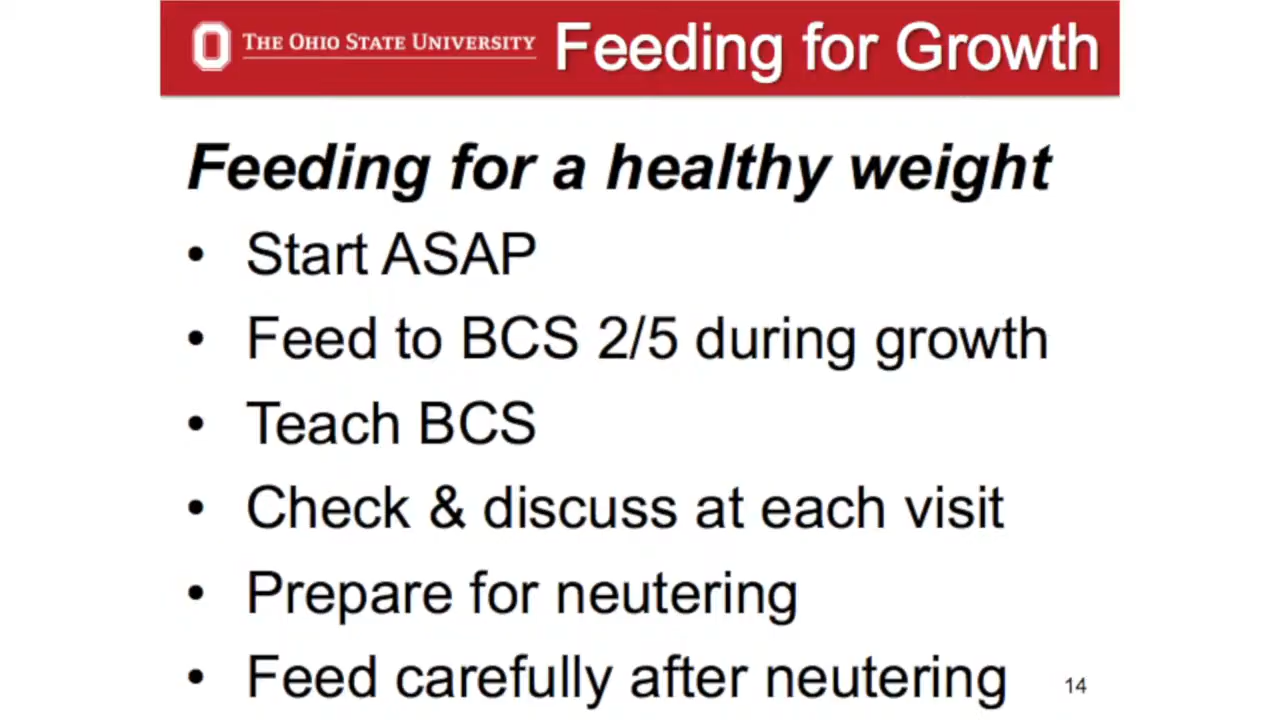 THE OHIO STATE UNIVERSITY Feeding for Growth
Feeding for a healthy weight
• Start ASAP
• Feed to BCS 2/5 during growth
• Teach BCS
• Check & discuss at each visit
• Prepare for neutering
• Feed carefully after neutering
14